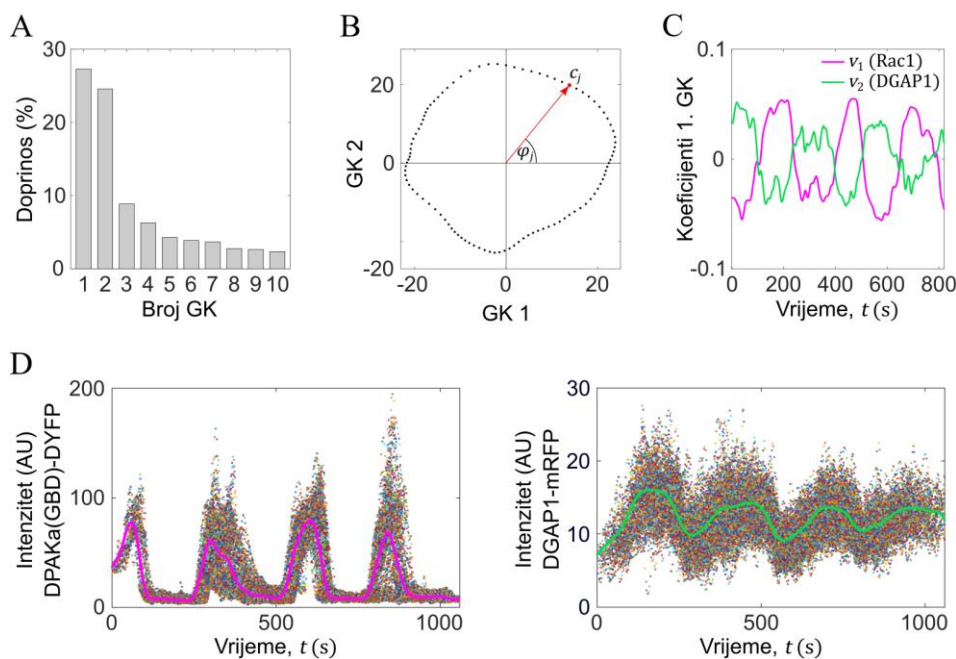 A
30
20
10
0
Doprinos (%)
1 2 3 4 5 6 7 8 9 10
Broj GK
B
20
0
-20
GK 2
c_j
φ_j
-20 0 20
GK 1
C
0.1
0
-0.1
Koeficijenti 1. GK
v₁ (Rac1)
v₂ (DGAP1)
0 200 400 600 800
Vrijeme, t (s)
D
200
100
0
Intenzitet (AU)
DPAKa(GBD)-DYFP
0 500 1000
Vrijeme, t (s)
30
20
10
0
Intenzitet (AU)
DGAP1-mRFP
0 500 1000
Vrijeme, t (s)